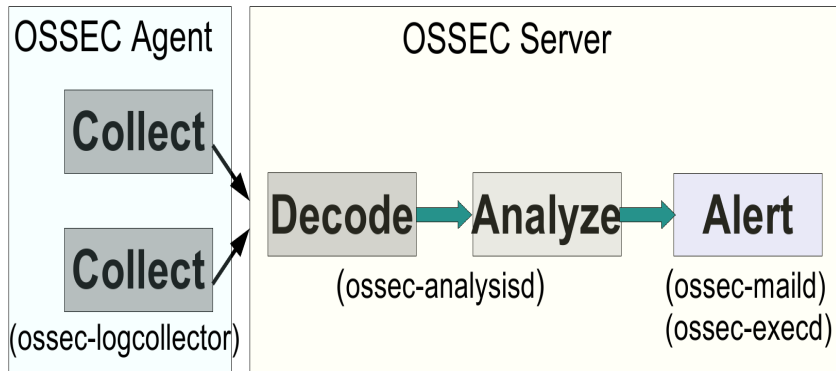 OSSEC Agent
OSSEC Server
Collect
Collect
(ossec-logcollector)
Decode
Analyze
Alert
(ossec-analysisd)
(ossec-maild)
(ossec-execd)